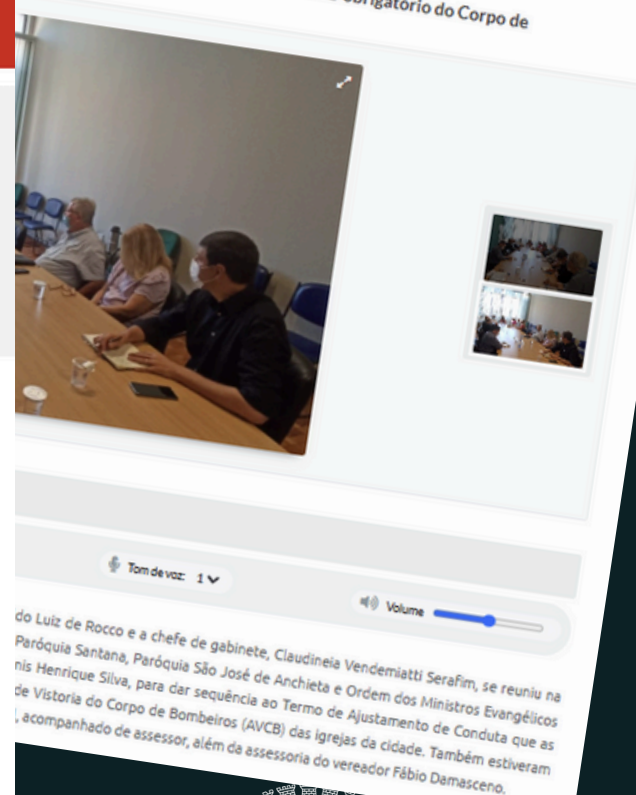 obrigatório do Corpo de
Tom de voz: 1
Volume
do Luiz de Rocco e a chefe de gabinete, Claudineia Vendemiatti Serafim, se reuniu na
Paróquia Santana, Paróquia São José de Anchieta e Ordem dos Ministros Evangélicos
nis Henrique Silva, para dar sequência ao Termo de Ajustamento de Conduta que as
de Vistoria do Corpo de Bombeiros (AVCB) das igrejas da cidade. Também estiveram
, acompanhado de assessor, além da assessoria do vereador Fábio Damasceno.